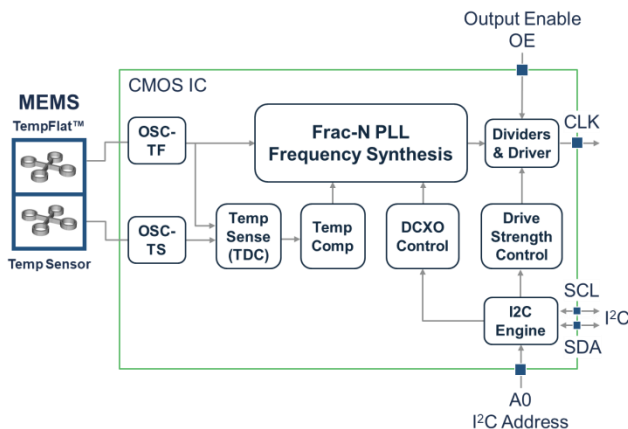 Output Enable
OE
CMOS IC
MEMS
TempFlat™
OSC-
TF
Frac-N PLL
Frequency Synthesis
Dividers
& Driver
CLK
OSC-
TS
Temp
Sense
(TDC)
Temp
Comp
DCXO
Control
Drive
Strength
Control
Temp Sensor
I2C
Engine
SCL
I²C
SDA
A0
I²C Address